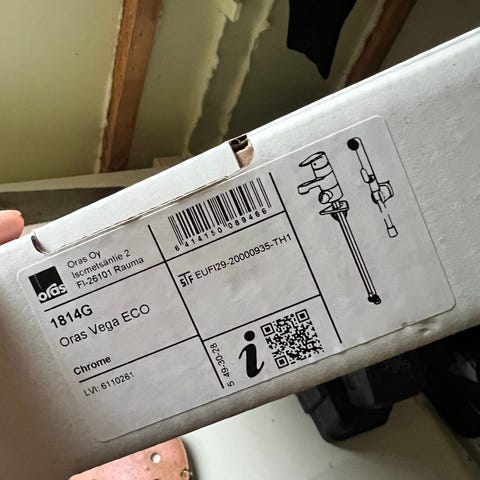 oras
Oras Oy
Isometsäntie 2
FI-26101 Rauma
6 414150 089466
1814G
Oras Vega ECO
STF EUFI29-20000935-TH1
Chrome
LVI: 6110261
5 49-30-28
i